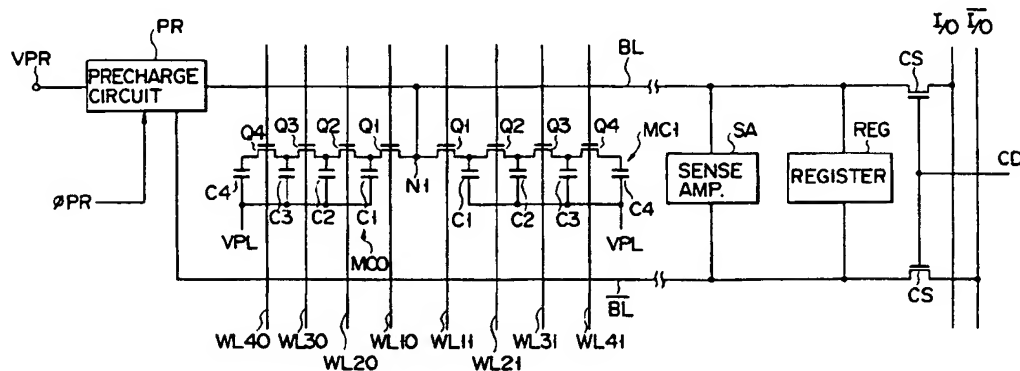 PR
I/O
I/O
VPR
PRECHARGE
CIRCUIT
BL
CS
Q4
Q3
Q2
Q1
Q1
Q2
Q3
Q4
MC1
SA
REG
CD
SENSE
AMP.
REGISTER
N1
øPR
C4
C3
C2
C1
C1
C2
C3
C4
VPL
MC0
VPL
BL
CS
WL40
WL30
WL20
WL10
WL11
WL21
WL31
WL41